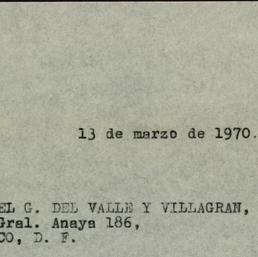 13 de marzo de 1970.
EL G. DEL VALLE Y VILLAGRAN,
Gral. Anaya 186,
CO, D. F.